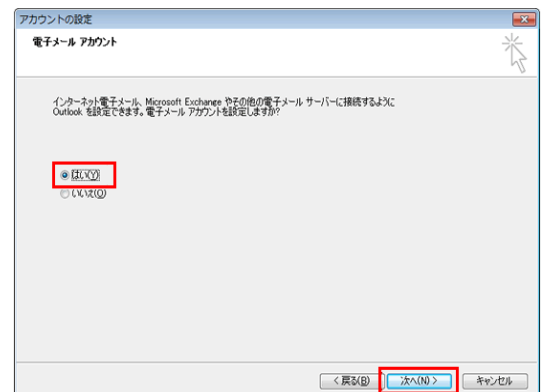 アカウントの設定
電子メール アカウント
インターネット電子メール、Microsoft Exchange やその他の電子メール サーバーに接続するように
Outlook を設定できます。電子メール アカウントを設定しますか?
はい(Y)
いいえ(O)
< 戻る(B)
次へ(N) >
キャンセル